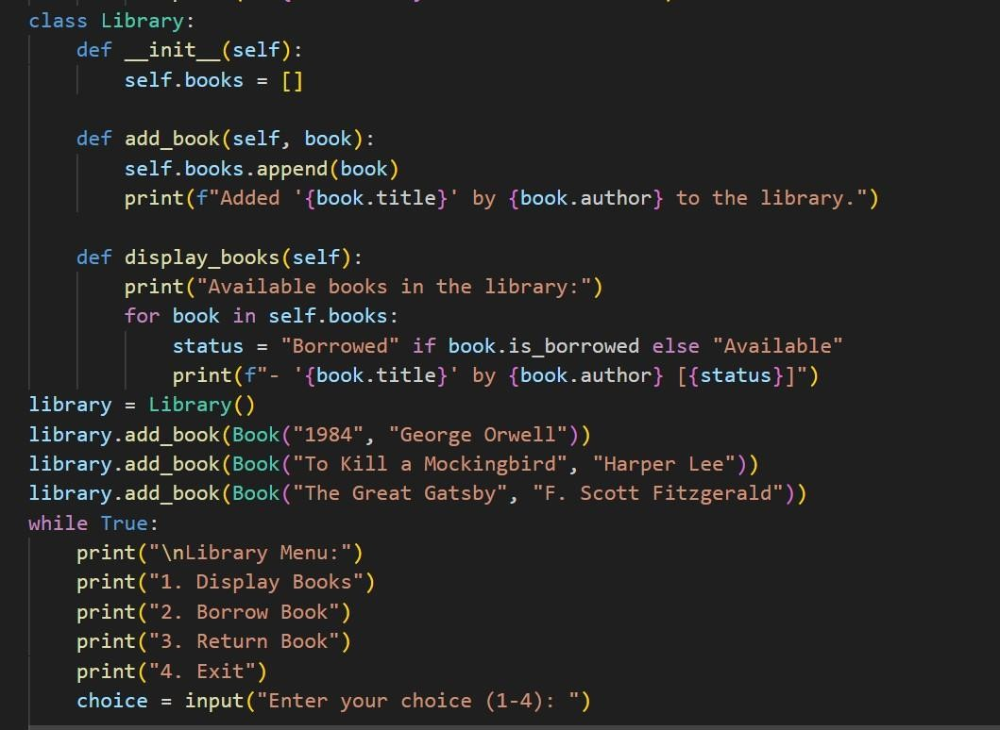 class Library:
    def __init__(self):
        self.books = []

    def add_book(self, book):
        self.books.append(book)
        print(f"Added '{book.title}' by {book.author} to the library.")

    def display_books(self):
        print("Available books in the library:")
        for book in self.books:
            status = "Borrowed" if book.is_borrowed else "Available"
            print(f"- '{book.title}' by {book.author} [{status}]")
library = Library()
library.add_book(Book("1984", "George Orwell"))
library.add_book(Book("To Kill a Mockingbird", "Harper Lee"))
library.add_book(Book("The Great Gatsby", "F. Scott Fitzgerald"))
while True:
    print("\nLibrary Menu:")
    print("1. Display Books")
    print("2. Borrow Book")
    print("3. Return Book")
    print("4. Exit")
    choice = input("Enter your choice (1-4): ")